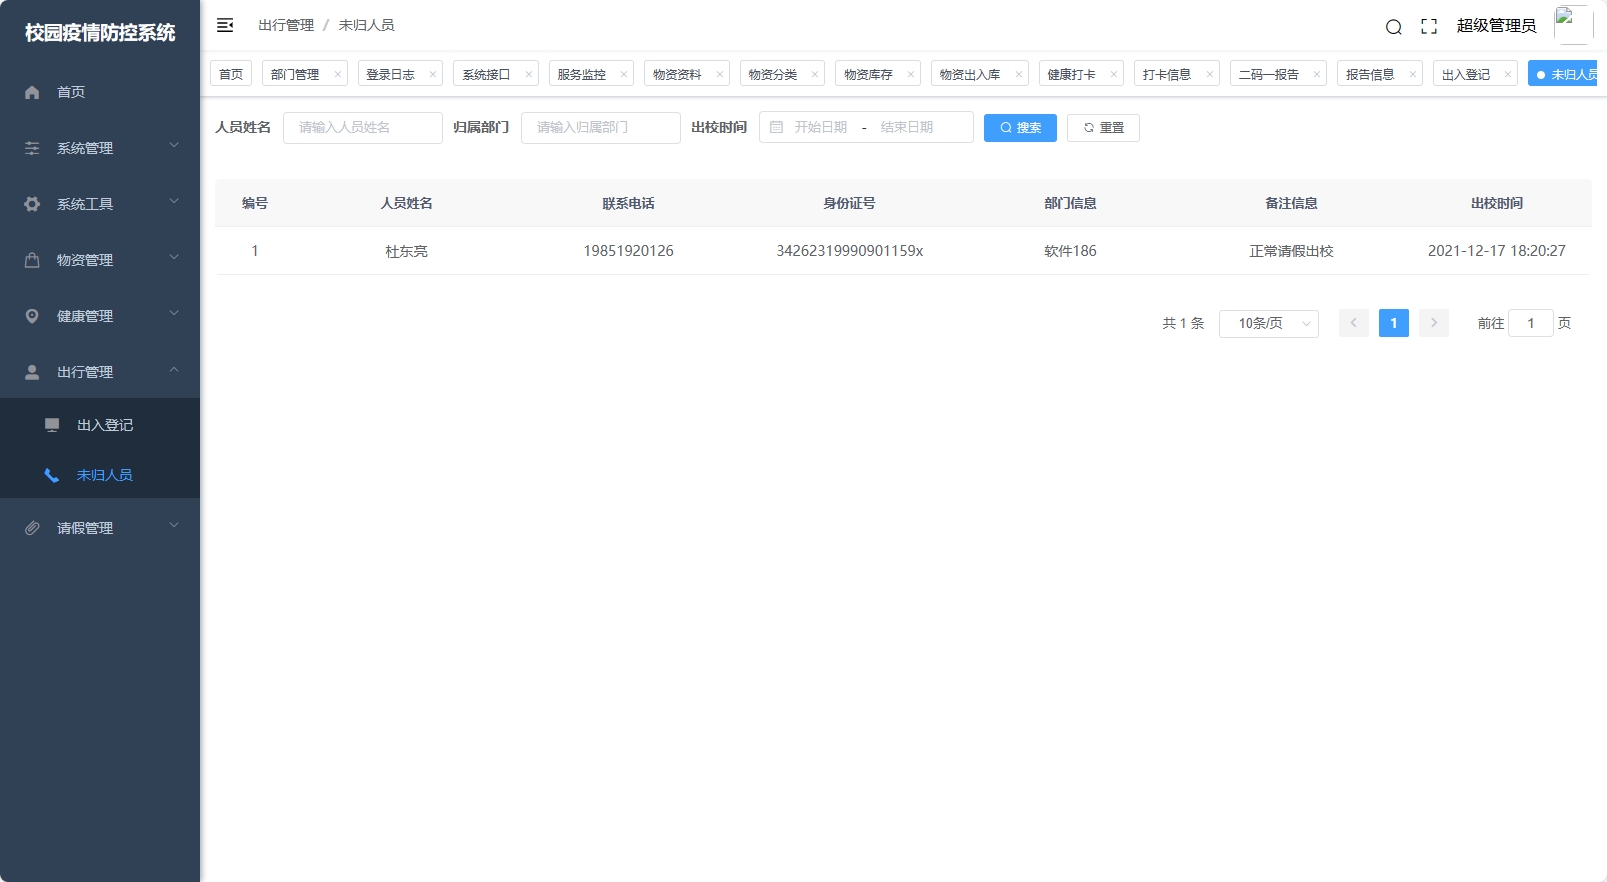 校园疫情防控系统
出行管理 / 未归人员
超级管理员
首页
部门管理 ×
登录日志 ×
系统接口 ×
服务监控 ×
物资资料 ×
物资分类 ×
物资库存 ×
物资出入库 ×
健康打卡 ×
打卡信息 ×
二码一报告 ×
报告信息 ×
出入登记 ×
未归人员
首页
系统管理
系统工具
物资管理
健康管理
出行管理
出入登记
未归人员
请假管理
人员姓名 请输入人员姓名 归属部门 请输入归属部门 出校时间 开始日期 - 结束日期 搜索 重置
编号 人员姓名 联系电话 身份证号 部门信息 备注信息 出校时间
1 杜东亮 19851920126 34262319990901159x 软件186 正常请假出校 2021-12-17 18:20:27
共 1 条 10条/页 1 前往 1 页